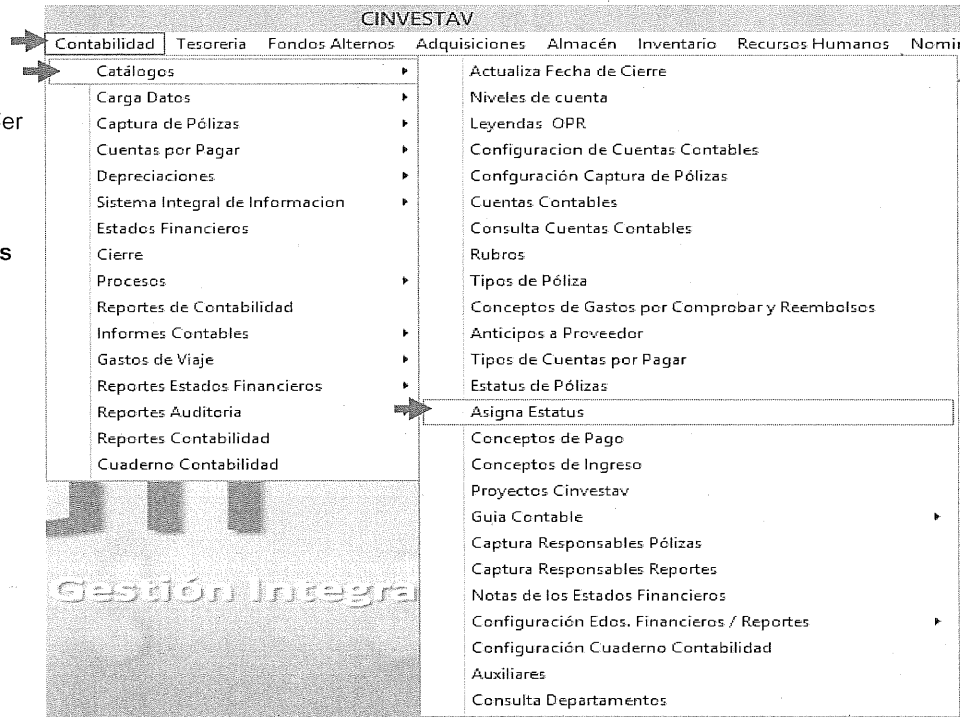 CINVESTAV
Contabilidad Tesoreria Fondos Alternos Adquisiciones Almacén Inventario Recursos Humanos Nomin
er
s
Catálogos
Carga Datos
Captura de Pólizas
Cuentas por Pagar
Depreciaciones
Sistema Integral de Informacion
Estados Financieros
Cierre
Procesos
Reportes de Contabilidad
Informes Contables
Gastos de Viaje
Reportes Estados Financieros
Reportes Auditoria
Reportes Contabilidad
Cuaderno Contabilidad
Actualiza Fecha de Cierre
Niveles de cuenta
Leyendas OPR
Configuracion de Cuentas Contables
Confguración Captura de Pólizas
Cuentas Contables
Consulta Cuentas Contables
Rubros
Tipos de Póliza
Conceptos de Gastos por Comprobar y Reembolsos
Anticipos a Proveedor
Tipos de Cuentas por Pagar
Estatus de Pólizas
Asigna Estatus
Conceptos de Pago
Conceptos de Ingreso
Proyectos Cinvestav
Guia Contable
Captura Responsables Pólizas
Captura Responsables Reportes
Notas de los Estados Financieros
Configuración Edos. Financieros / Reportes
Configuración Cuaderno Contabilidad
Auxiliares
Consulta Departamentos
Gestión Integra